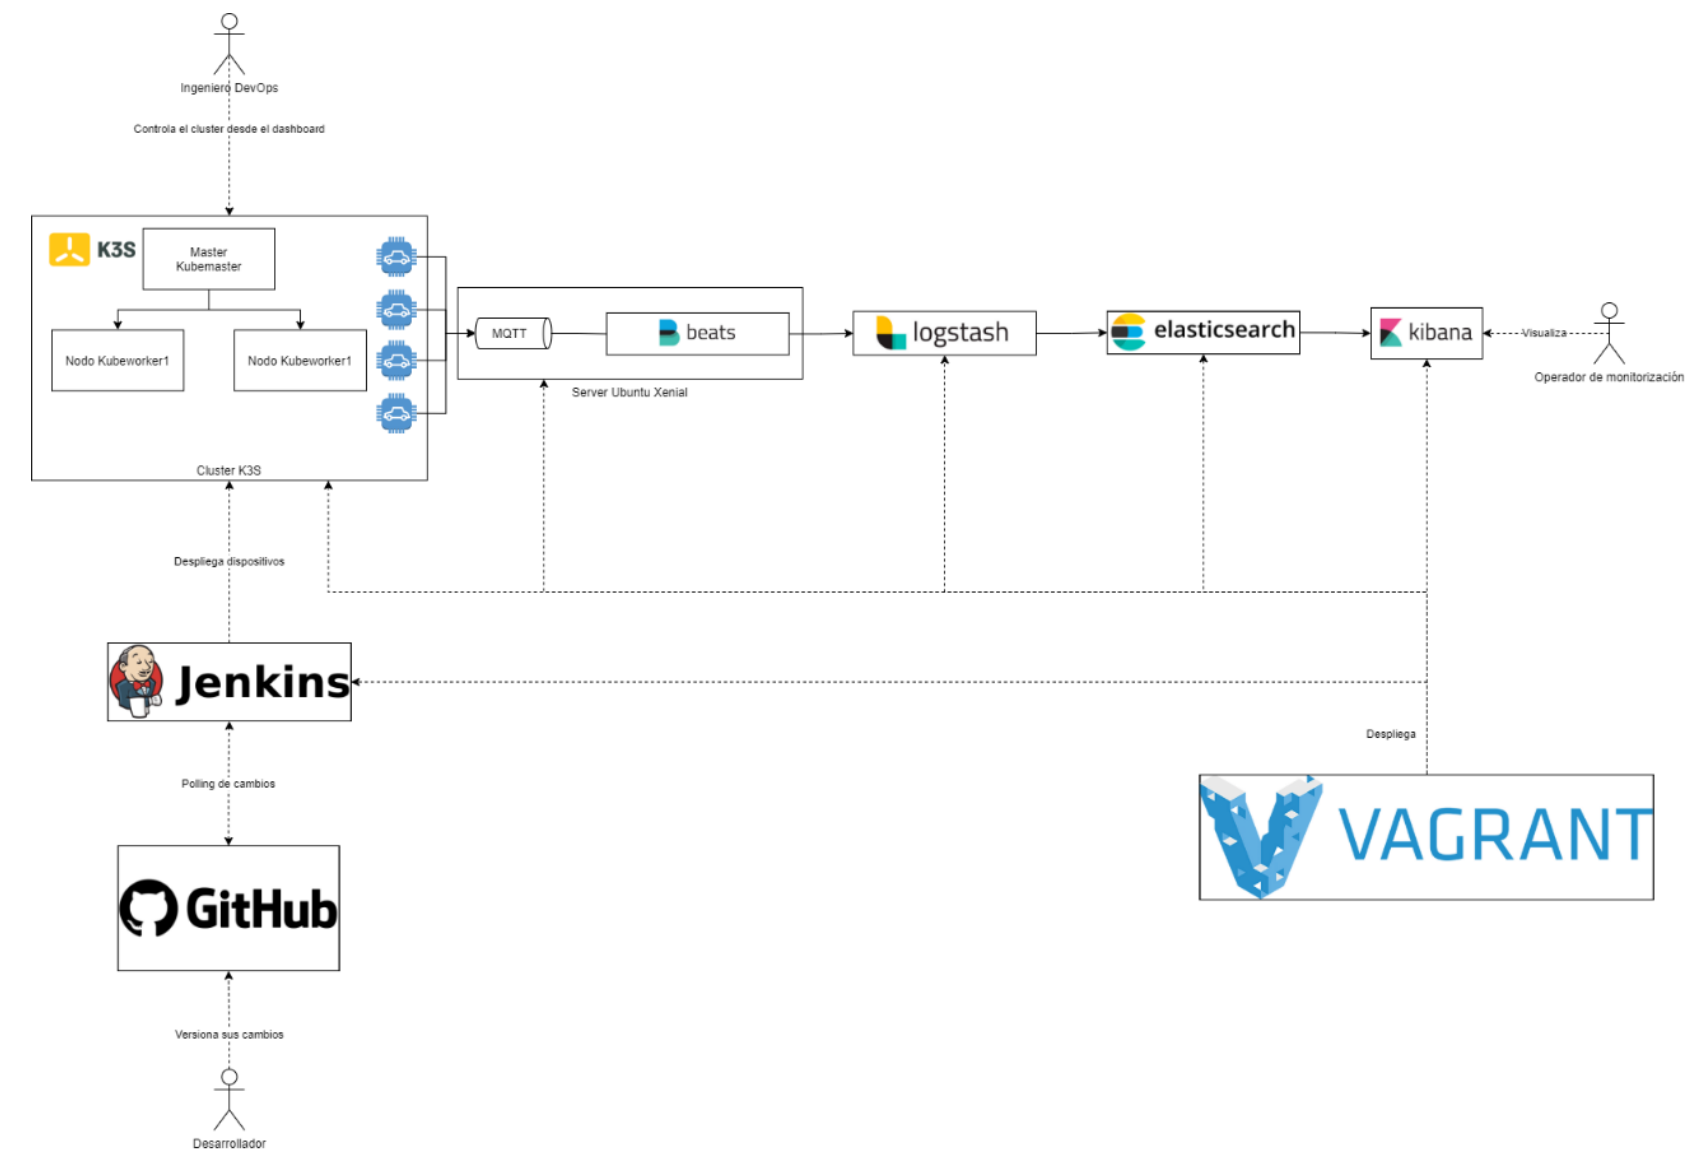 Ingeniero DevOps
Controla el cluster desde el dashboard
K3S
Master
Kubemaster
Nodo Kubeworker1
Nodo Kubeworker1
Cluster K3S
MQTT
beats
Server Ubuntu Xenial
logstash
elasticsearch
kibana
Visualiza
Operador de monitorización
Despliega dispositivos
Jenkins
Despliega
Polling de cambios
VAGRANT
GitHub
Versiona sus cambios
Desarrollador